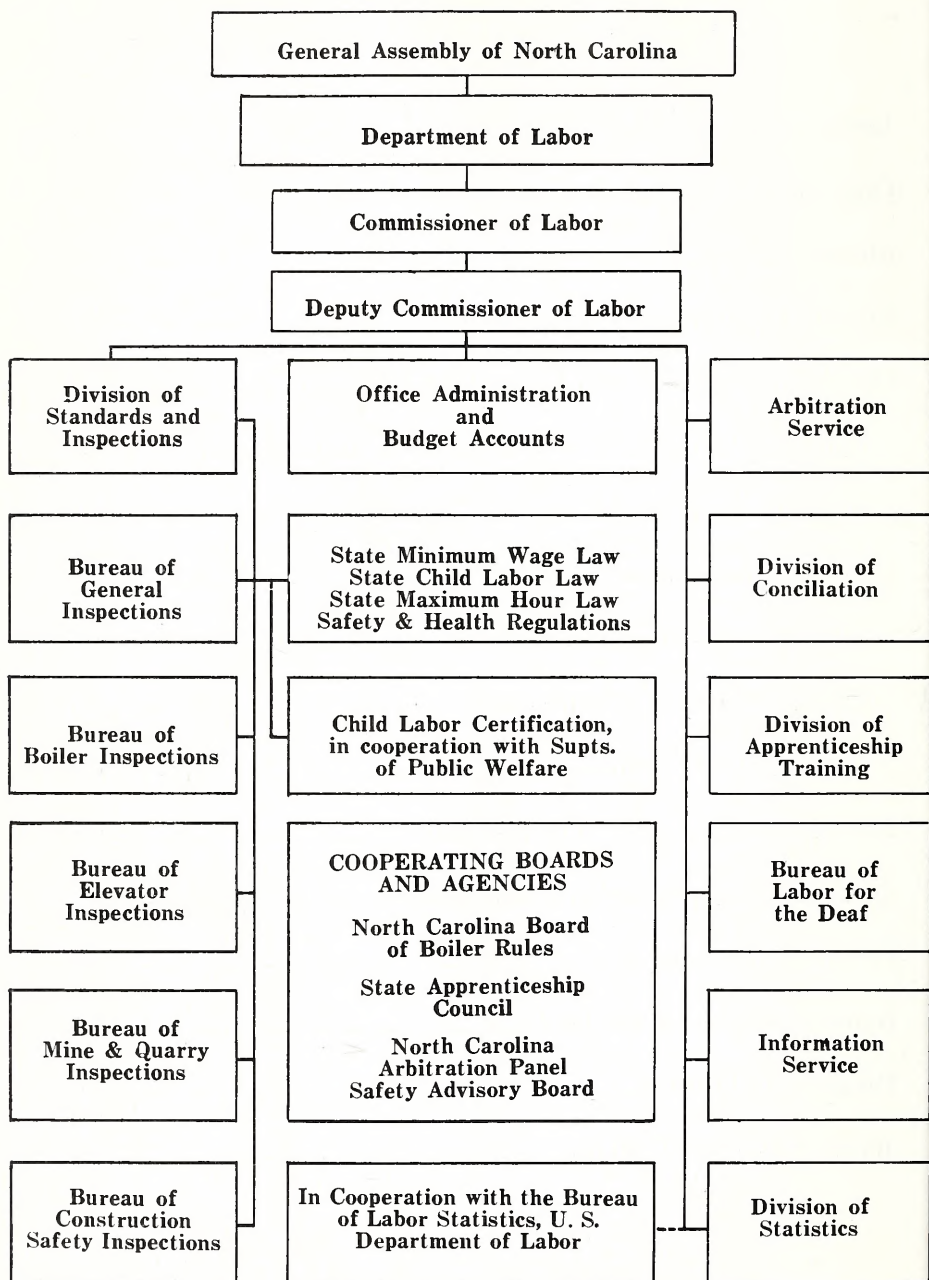 General Assembly of North Carolina
Department of Labor
Commissioner of Labor
Deputy Commissioner of Labor
Division of
Standards and
Inspections
Office Administration
and
Budget Accounts
Arbitration
Service
Bureau of
General
Inspections
State Minimum Wage Law
State Child Labor Law
State Maximum Hour Law
Safety & Health Regulations
Division of
Conciliation
Bureau of
Boiler Inspections
Child Labor Certification,
in cooperation with Supts.
of Public Welfare
Division of
Apprenticeship
Training
Bureau of
Elevator
Inspections
COOPERATING BOARDS
AND AGENCIES
North Carolina Board
of Boiler Rules
State Apprenticeship
Council
North Carolina
Arbitration Panel
Safety Advisory Board
Bureau of
Labor for
the Deaf
Bureau of
Mine & Quarry
Inspections
Information
Service
Bureau of
Construction
Safety Inspections
In Cooperation with the Bureau
of Labor Statistics, U. S.
Department of Labor
Division of
Statistics